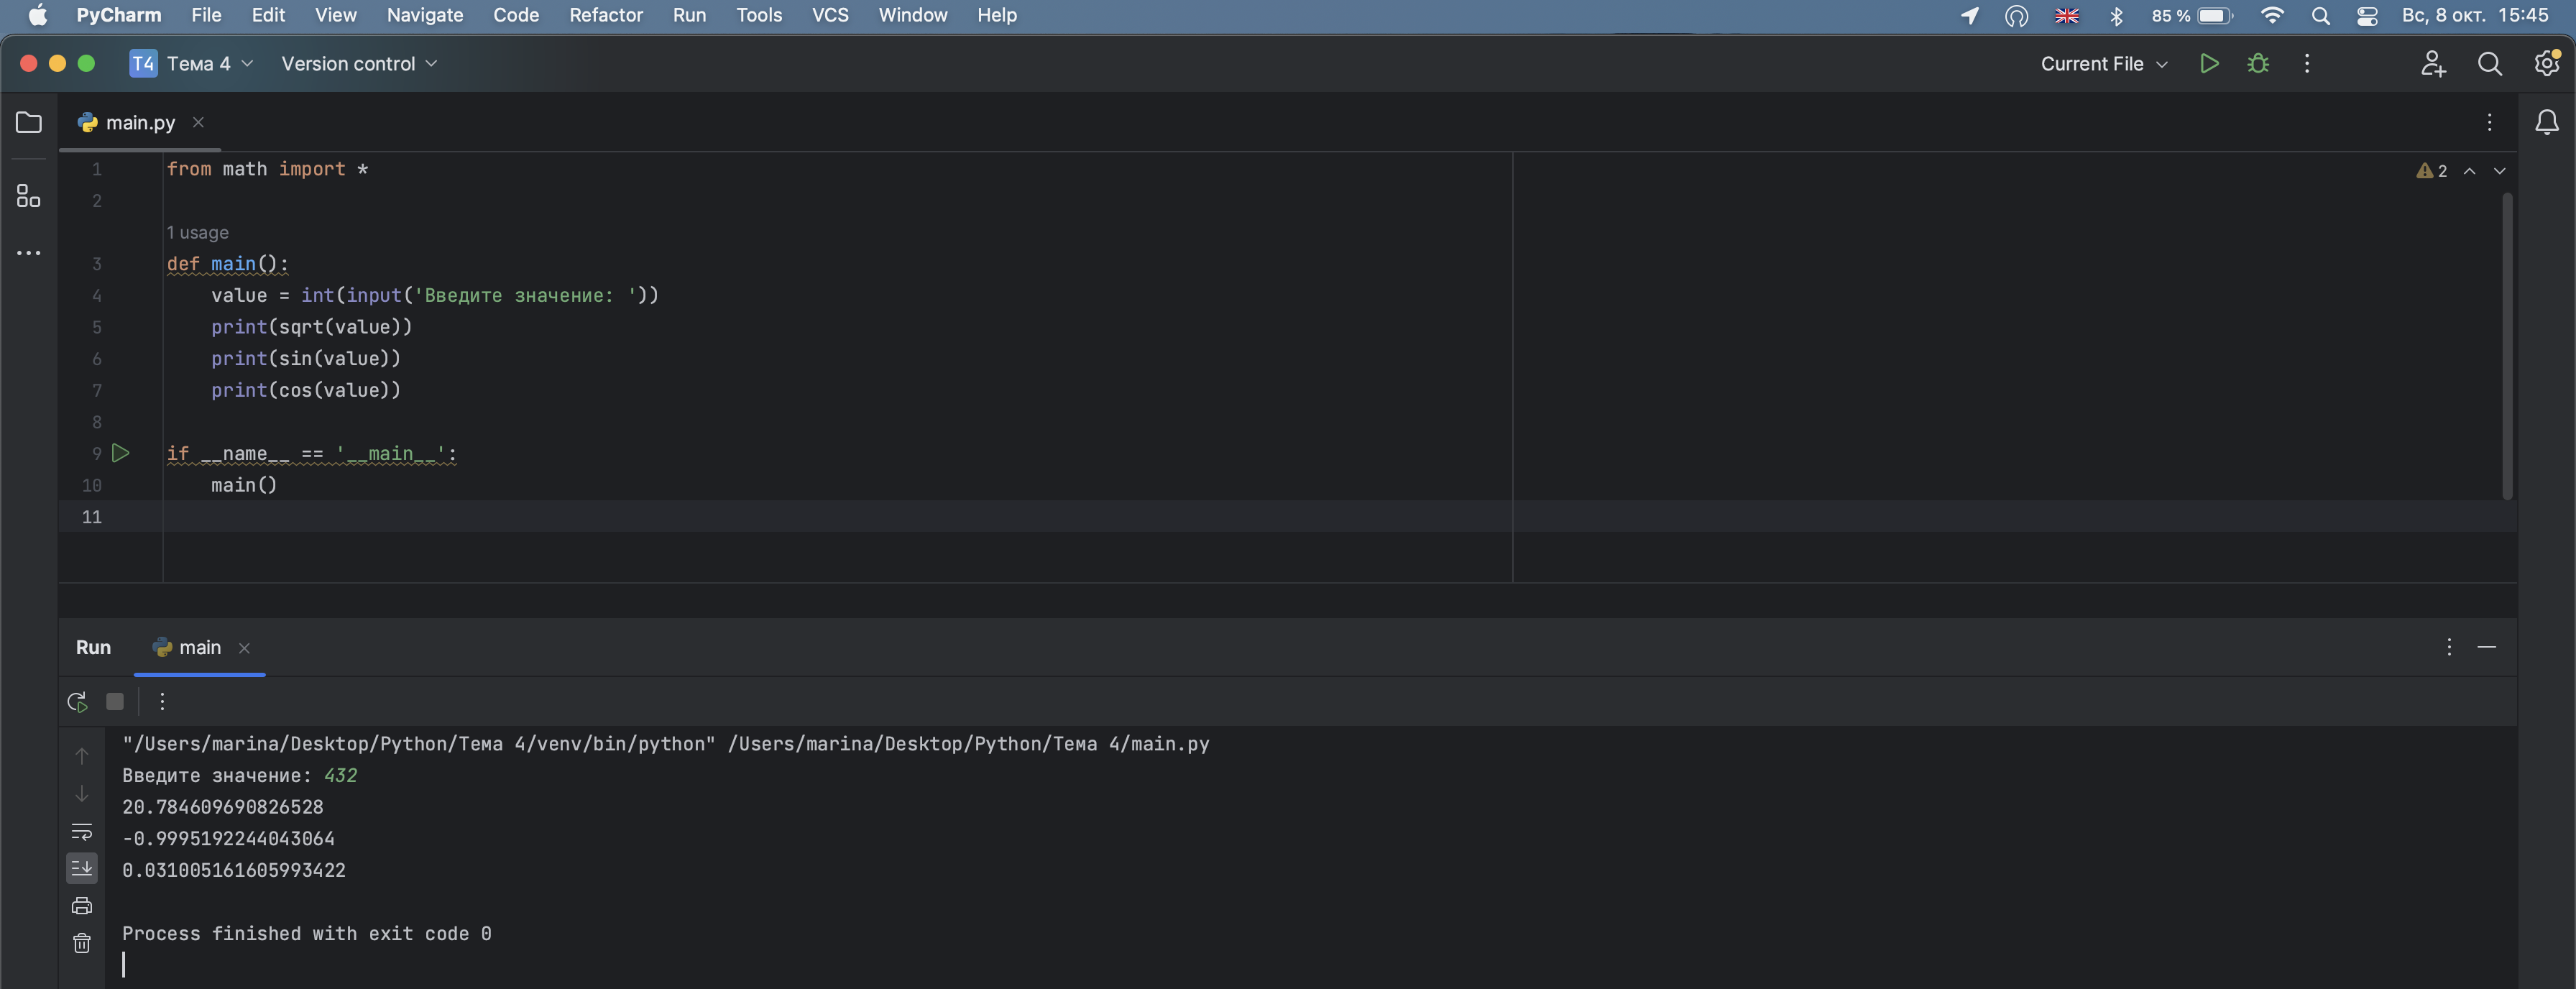 PyCharm File Edit View Navigate Code Refactor Run Tools VCS Window Help 85 % Вс, 8 окт. 15:45
T4 Тема 4 Version control Current File
main.py
1 from math import * 2
2
1 usage
3 def main():
4 value = int(input('Введите значение: '))
5 print(sqrt(value))
6 print(sin(value))
7 print(cos(value))
8
9 if __name__ == '__main__':
10 main()
11
Run main
"/Users/marina/Desktop/Python/Тема 4/venv/bin/python" /Users/marina/Desktop/Python/Тема 4/main.py
Введите значение: 432
20.784609690826528
-0.9995192244043064
0.031005161605993422
Process finished with exit code 0